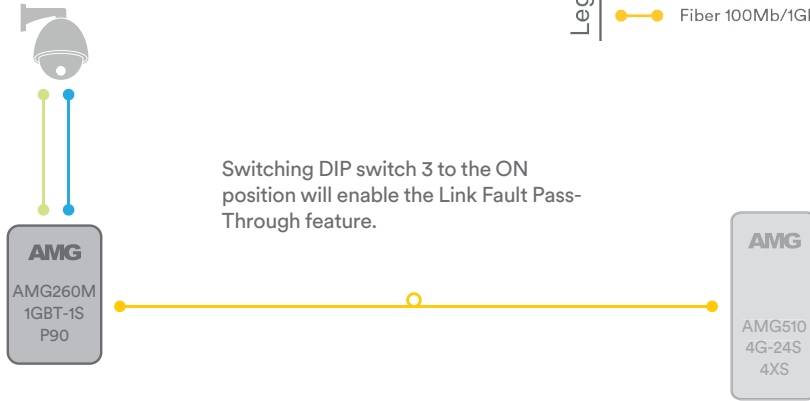 Leg
Fiber 100Mb/1G
Switching DIP switch 3 to the ON
position will enable the Link Fault Pass-
Through feature.
AMG
AMG260M
1GBT-1S
P90
AMG
AMG510
4G-24S
4XS